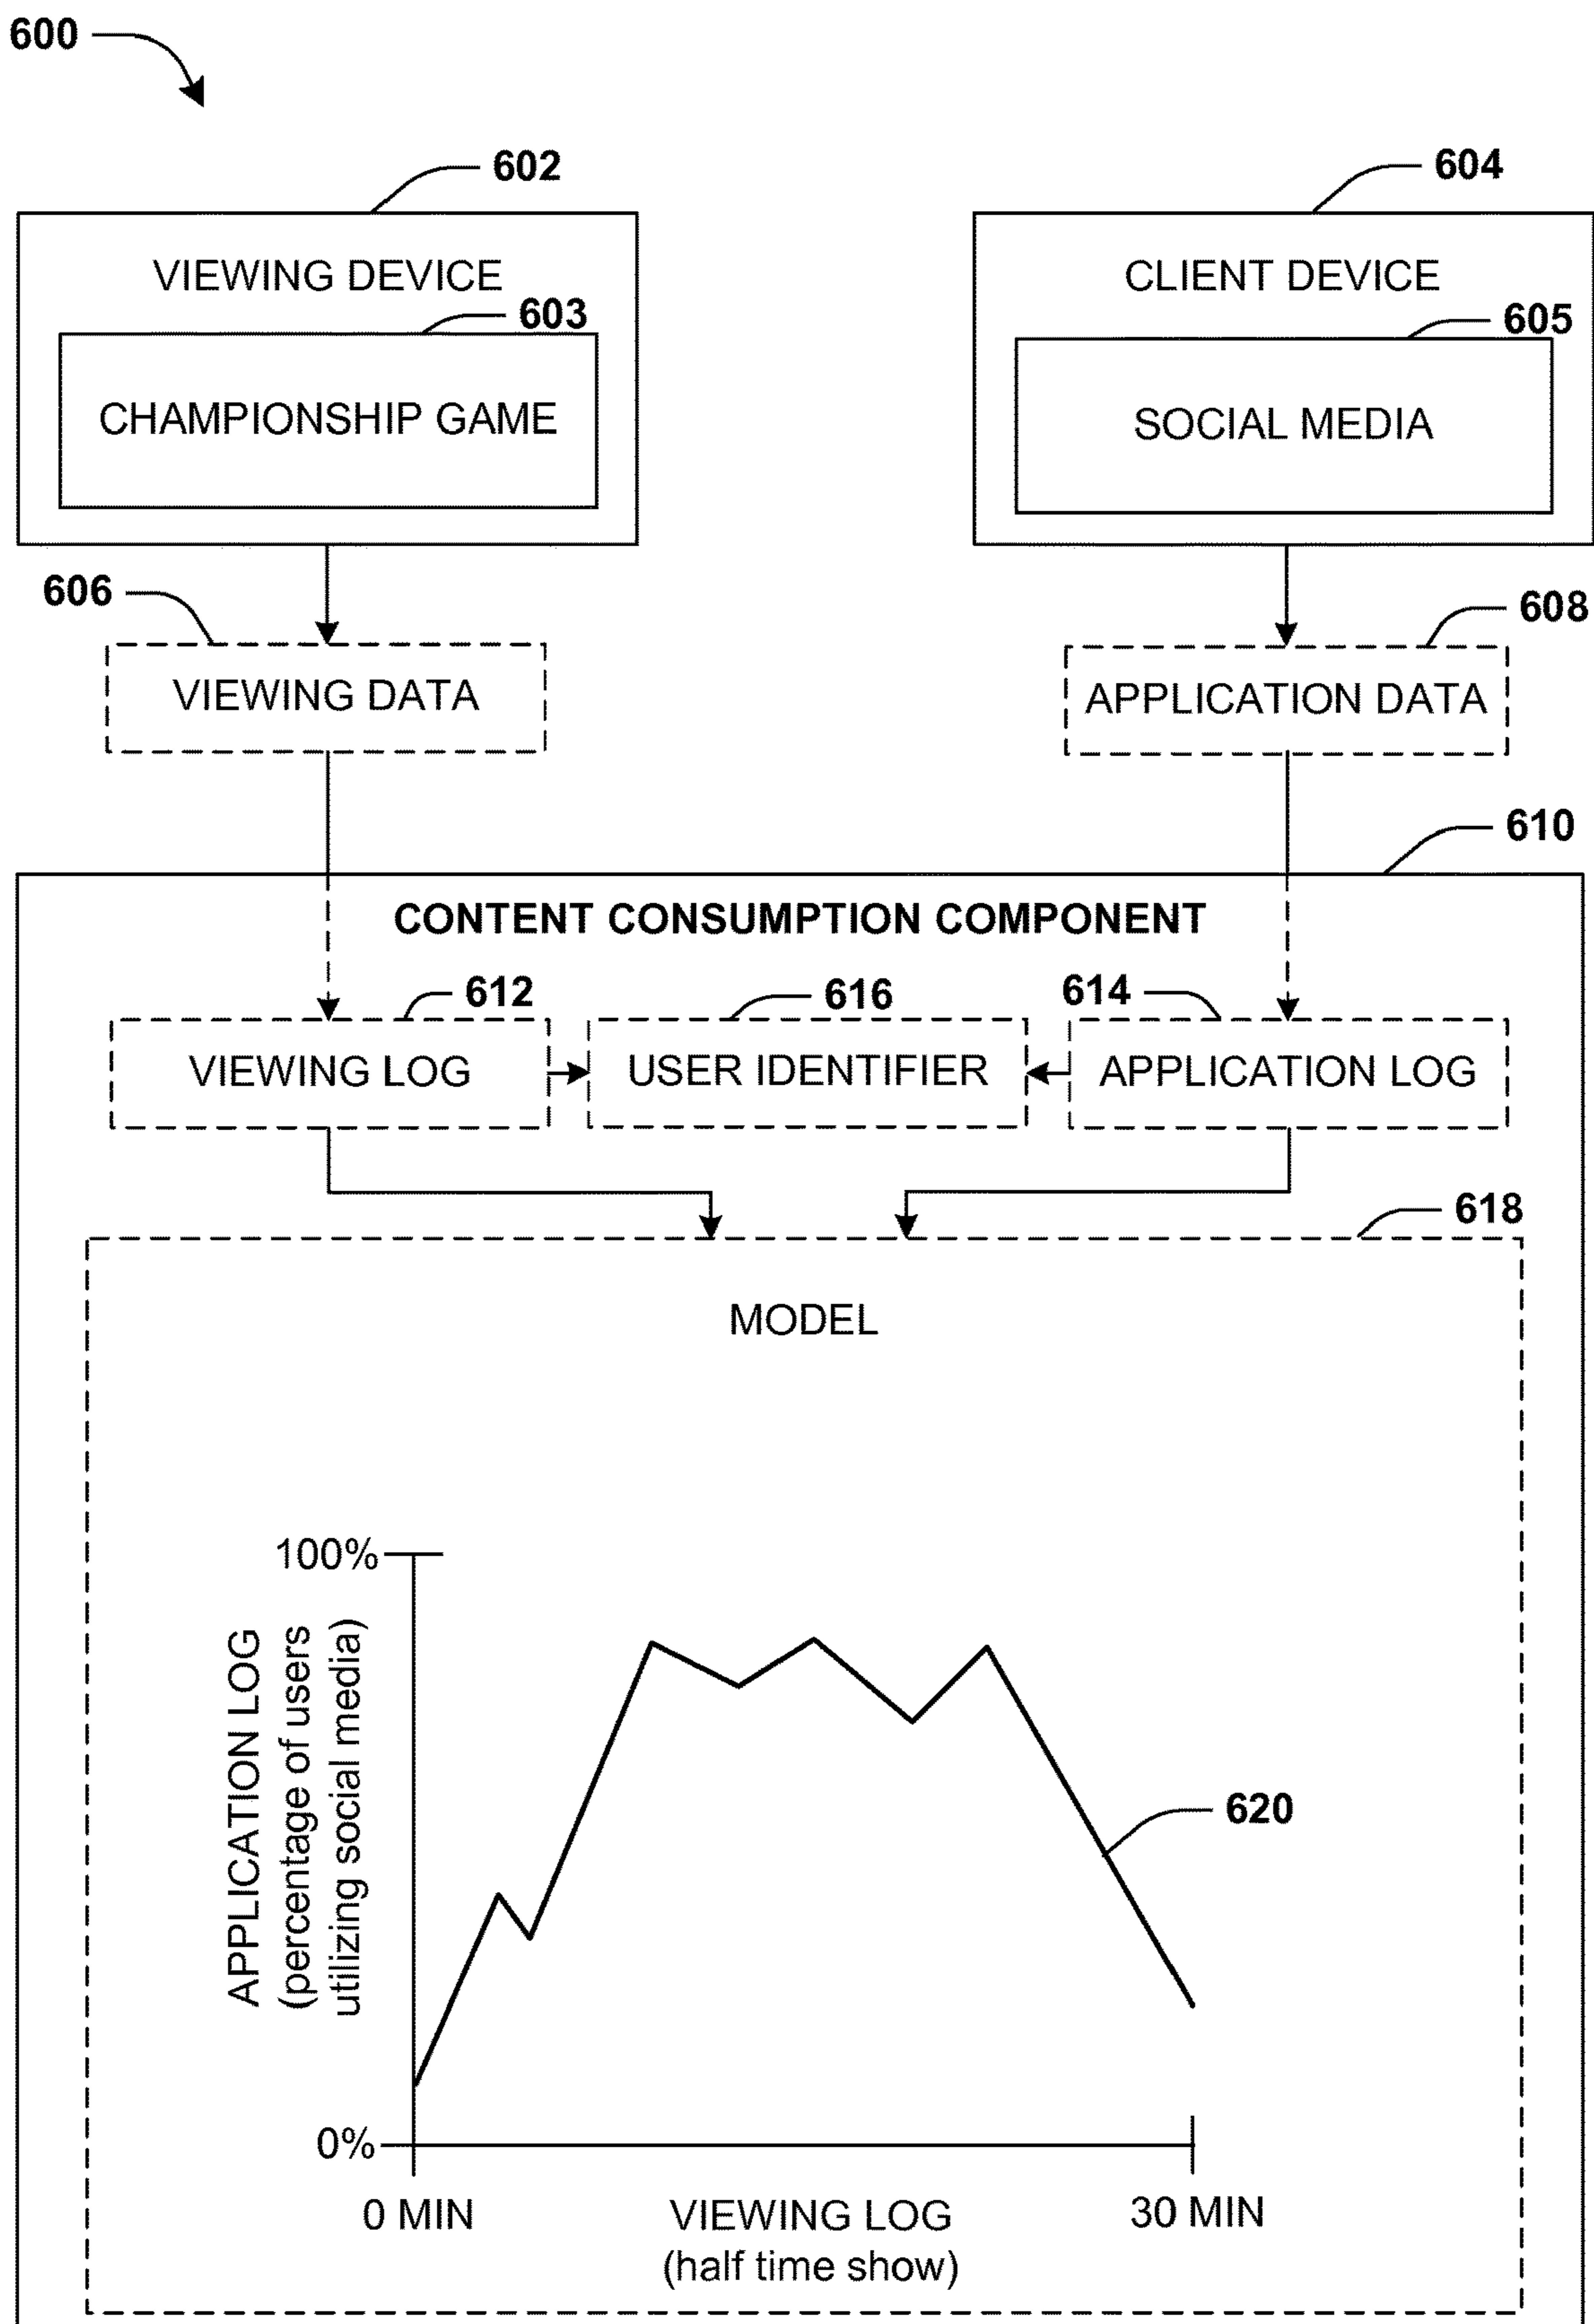 600
602
604
VIEWING DEVICE
CLIENT DEVICE
603
605
CHAMPIONSHIP GAME
SOCIAL MEDIA
606
608
VIEWING DATA
APPLICATION DATA
610
CONTENT CONSUMPTION COMPONENT
612
616
614
VIEWING LOG
USER IDENTIFIER
APPLICATION LOG
618
MODEL
100%
APPLICATION LOG
(percentage of users
utilizing social media)
620
0%
0 MIN
VIEWING LOG
30 MIN
(half time show)